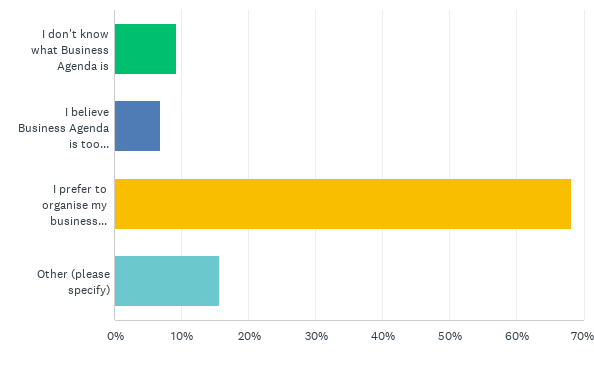 I don't know
what Business
Agenda is
I believe
Business Agenda
is too...
I prefer to
organise my
business...
Other (please
specify)
0% 10% 20% 30% 40% 50% 60% 70%